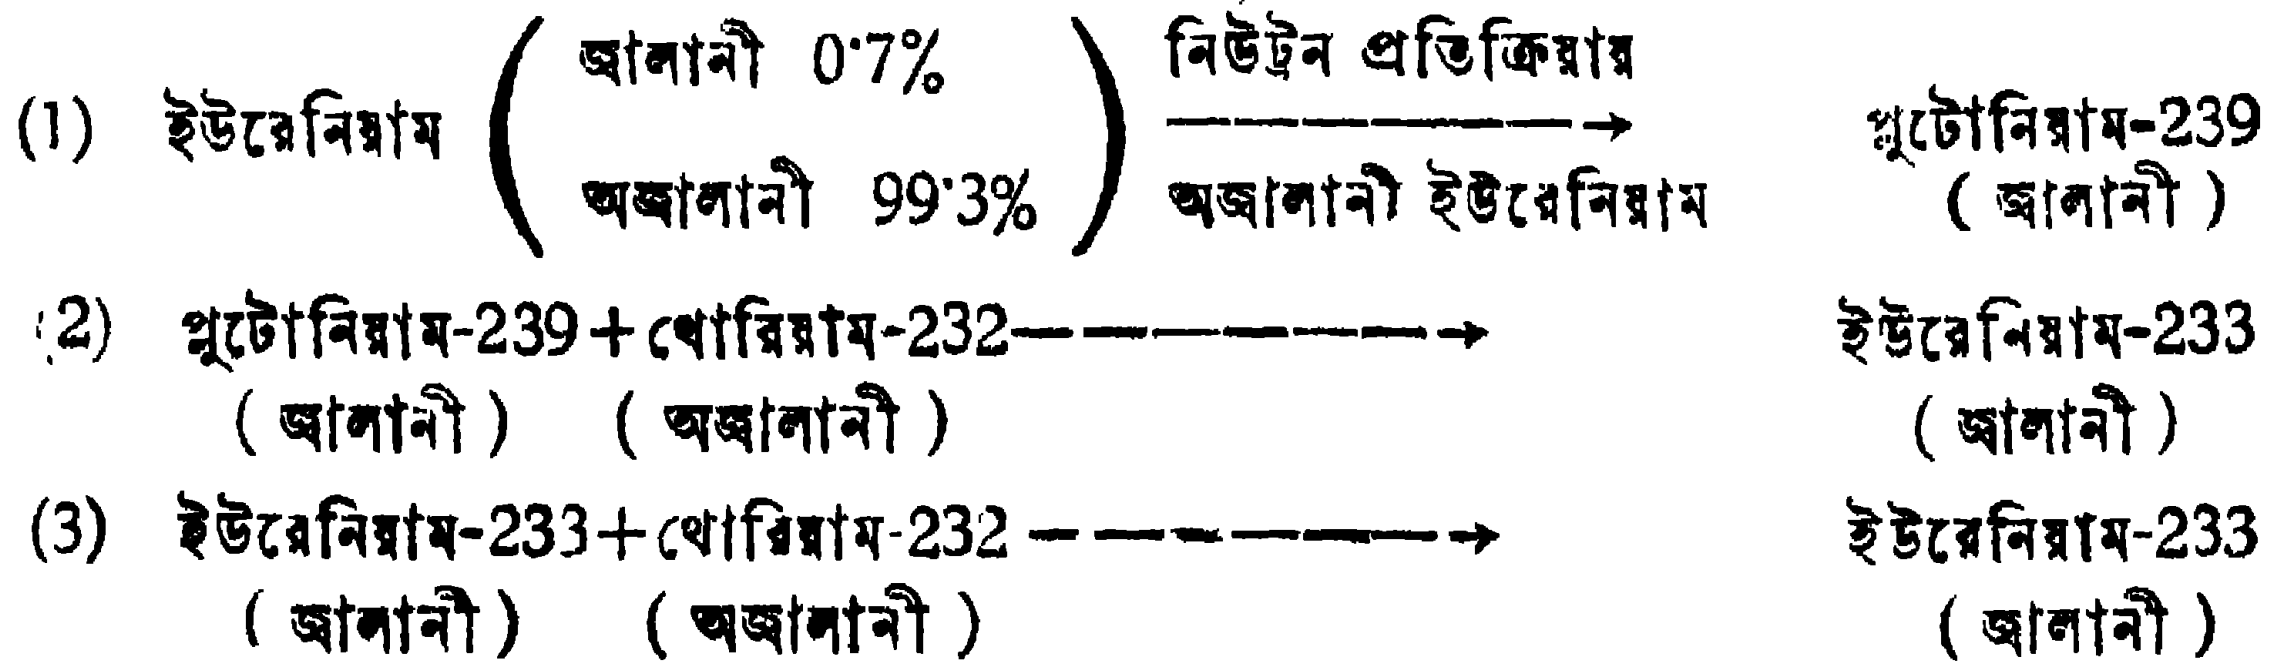 জ্বালানী 0·7% নিউট্রন প্রতিক্রিয়ার
(1) ইউরেনিয়াম ( ) ————————→ প্লুটোনিয়াম-239
অজ্বালানী 99·3% অজ্বালানী ইউরেনিয়াম ( জ্বালানী )
(2) প্লুটোনিয়াম-239+থোরিয়াম-232———————→ ইউরেনিয়াম-233
( জ্বালানী ) ( অজ্বালানী ) ( জ্বালানী )
(3) ইউরেনিয়াম-233+থোরিয়াম-232———————→ ইউরেনিয়াম-233
( জ্বালানী ) ( অজ্বালানী ) ( জ্বালানী )